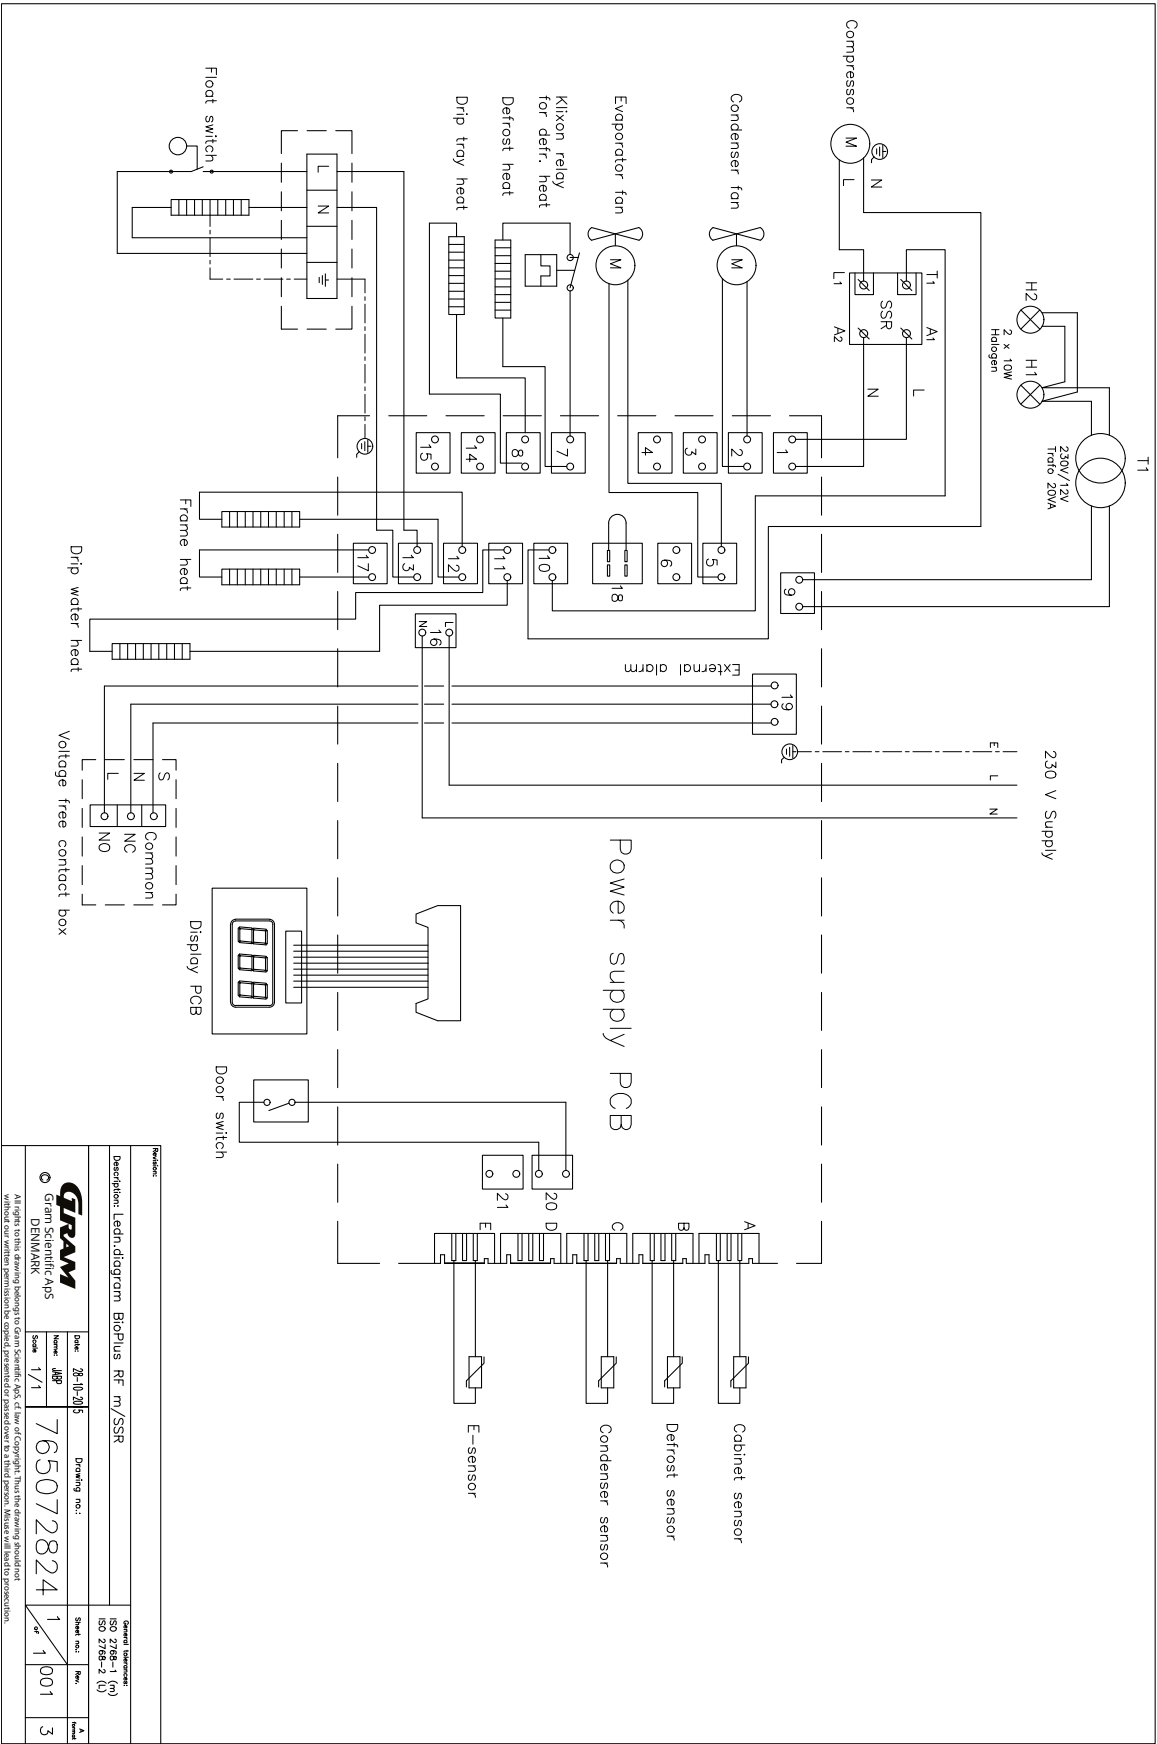 T1
230V/12V
Trafo 20VA
H2
H1
2 x 10W
Halogen
Compressor
M
N
L
T1
L1
SSR
A1
A2
L
N
Condenser fan
M
Evaporator fan
M
Klixon relay
for defr. heat
Defrost heat
Drip tray heat
Float switch
L
N
1
2
3
4
7
8
14
15
9
5
6
18
10
11
12
13
17
16
L
N
Frame heat
Drip water heat
External alarm
19
230 V Supply
E
L
N
Power supply PCB
Voltage free contact box
S
N
L
Common
NC
NO
Display PCB
Door switch
20
21
A
B
C
D
E
Cabinet sensor
Defrost sensor
Condenser sensor
E-sensor
Revision:
Description: Ledn.diagram BioPlus RF m/SSR
General tolerances:
ISO 2768-1 (m)
ISO 2768-2 (L)
GRAM
© Gram Scientific ApS
DENMARK
Date: 28-10-2015
Name: JABP
Scale 1/1
Drawing no.:
765072824
Sheet no.:
1 OF 1
Rev.
001
A format
3
All rights to this drawing belongs to Gram Scientific ApS, cf. law of Copyright. Thus the drawing should not
without our written permission be copied, presented or passed over to a third person. Misuse will lead to prosecution.